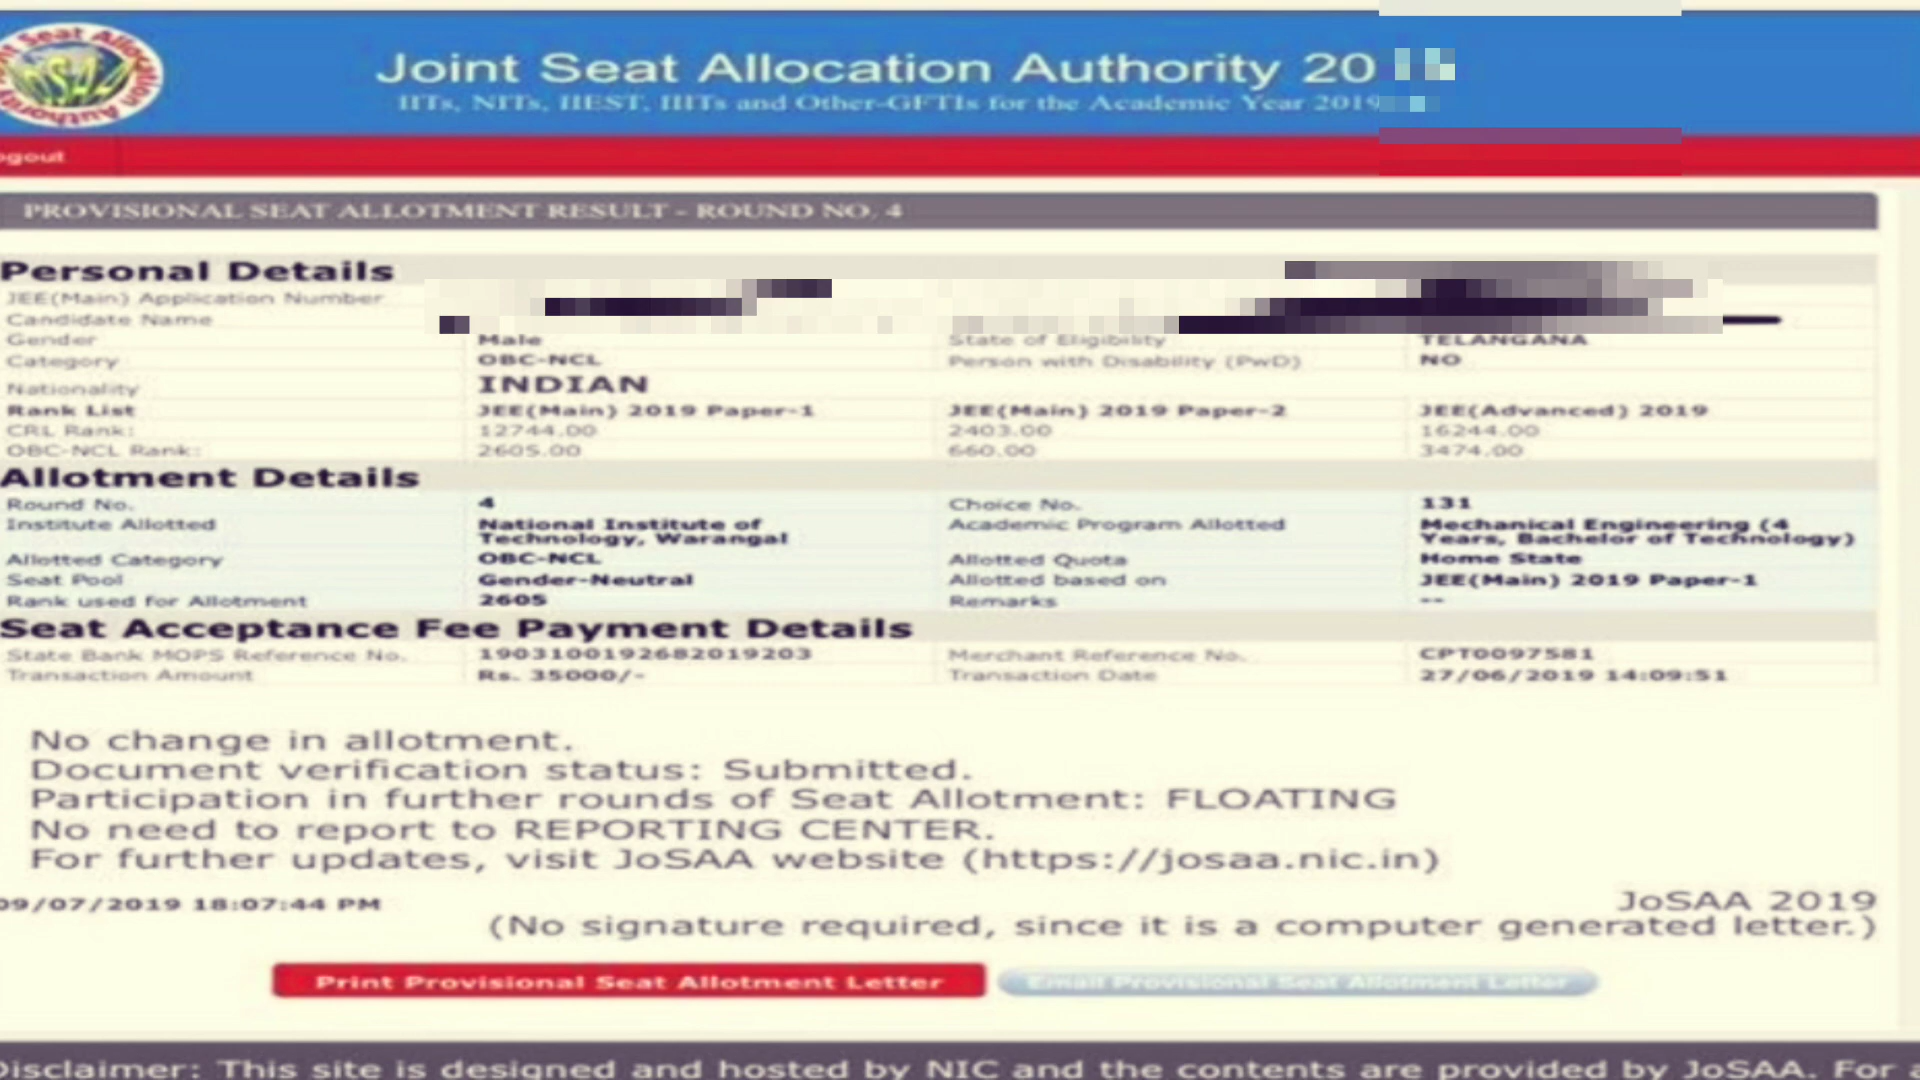 Joint Seat Allocation Authority 20
IITs, NITs, IIEST, IIITs and Other-GFTIs for the Academic Year 2019
ogout
PROVISIONAL SEAT ALLOTMENT RESULT - ROUND NO. 4
Personal Details
JEE(Main) Application Number
Candidate Name
Gender Male State of Eligibility TELANGANA
Category OBC-NCL Person with Disability (PwD) NO
Nationality INDIAN
Rank List JEE(Main) 2019 Paper-1 JEE(Main) 2019 Paper-2 JEE(Advanced) 2019
CRL Rank: 12744.00 2403.00 16244.00
OBC-NCL Rank: 2605.00 660.00 3474.00
Allotment Details
Round No. 4 Choice No. 131
Institute Allotted National Institute of Technology, Warangal Academic Program Allotted Mechanical Engineering (4 Years, Bachelor of Technology)
Allotted Category OBC-NCL Allotted Quota Home State
Seat Pool Gender-Neutral Allotted based on JEE(Main) 2019 Paper-1
Rank used for Allotment 2605 Remarks --
Seat Acceptance Fee Payment Details
State Bank MOPS Reference No. 1903100192682019203 Merchant Reference No. CPT0097581
Transaction Amount Rs. 35000/- Transaction Date 27/06/2019 14:09:51
No change in allotment.
Document verification status: Submitted.
Participation in further rounds of Seat Allotment: FLOATING
No need to report to REPORTING CENTER.
For further updates, visit JoSAA website (https://josaa.nic.in)
09/07/2019 18:07:44 PM JoSAA 2019
(No signature required, since it is a computer generated letter.)
Print Provisional Seat Allotment Letter Email Provisional Seat Allotment Letter
Disclaimer: This site is designed and hosted by NIC and the contents are provided by JoSAA. For